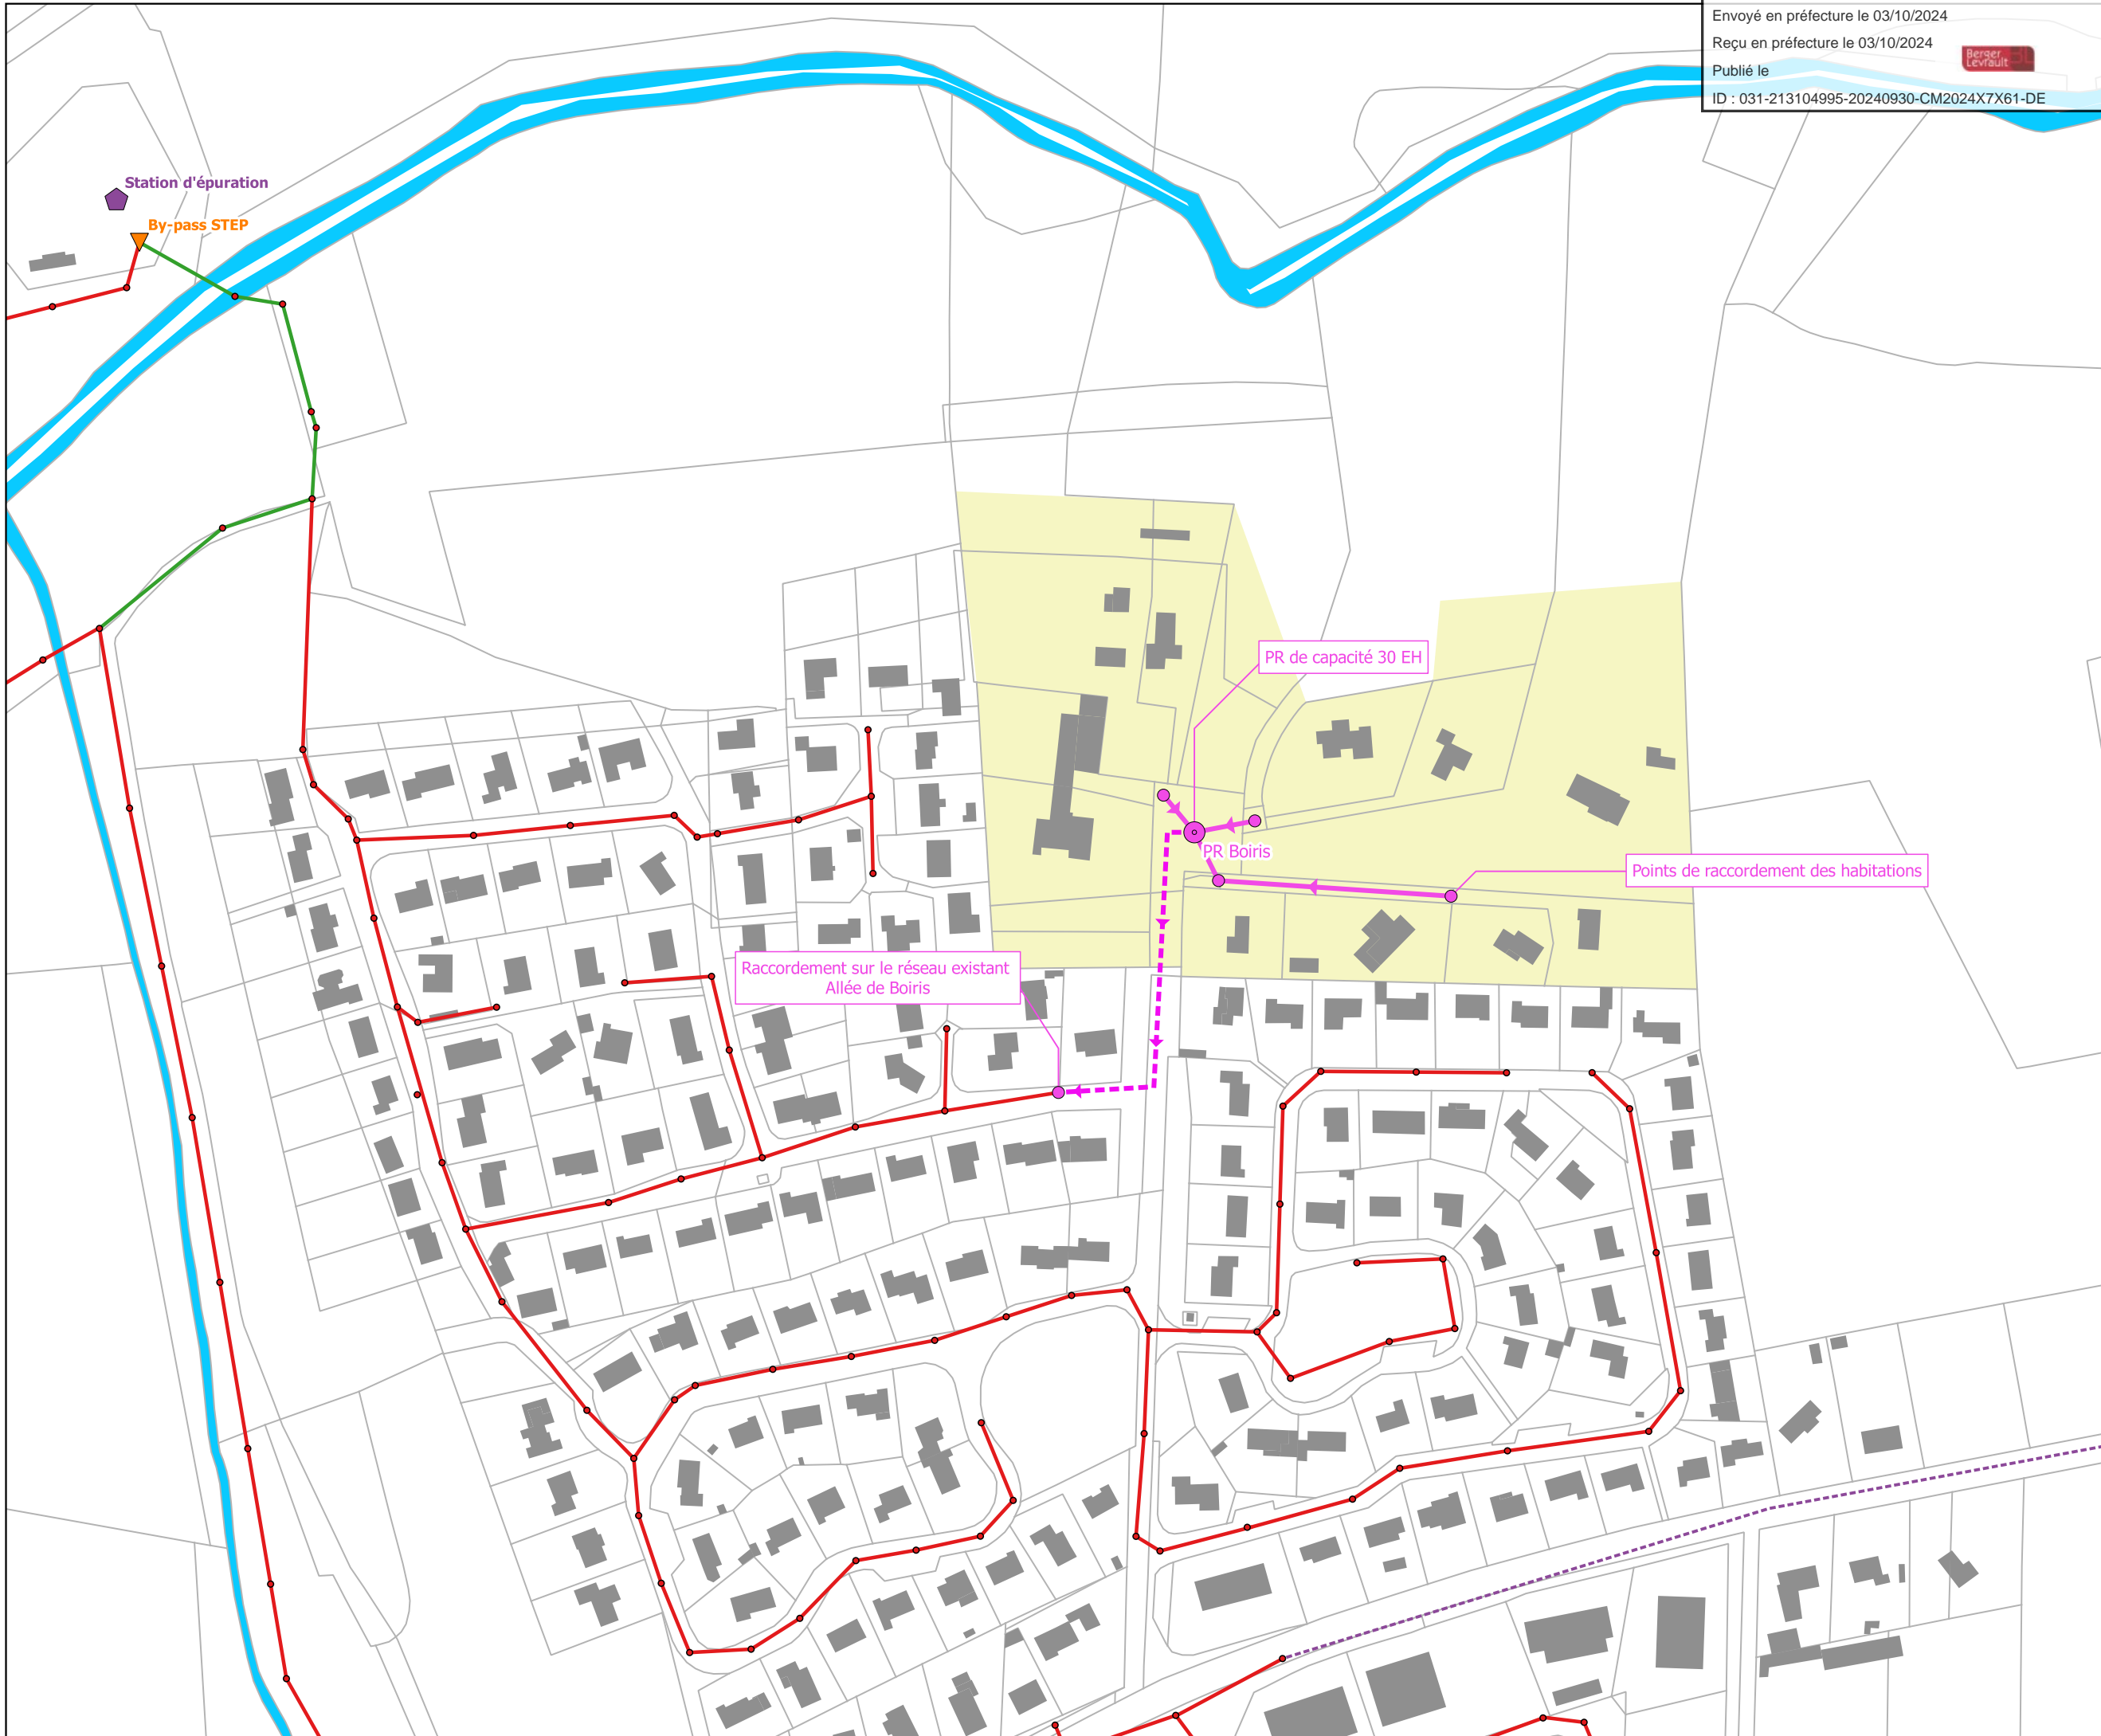 Envoyé en préfecture le 03/10/2024
Reçu en préfecture le 03/10/2024
Berger
Levrault
Publié le
ID : 031-213104995-20240930-CM2024X7X61-DE
Station d'épuration
By-pass STEP
PR de capacité 30 EH
PR Boiris
Points de raccordement des habitations
Raccordement sur le réseau existant
Allée de Boiris